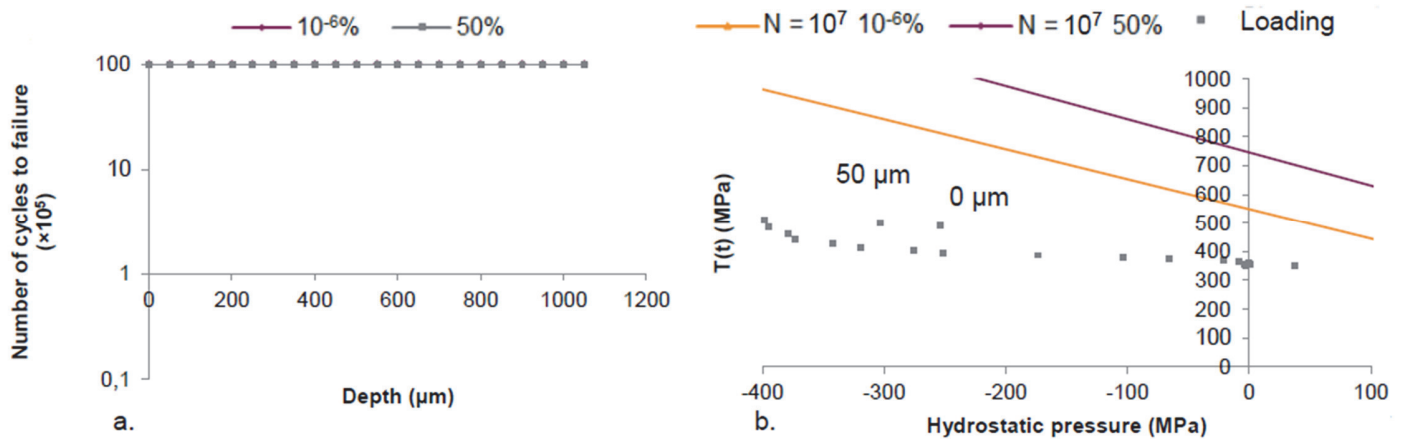 10⁻⁶% 50%
100
10
1
0,1
0 200 400 600 800 1000 1200
Number of cycles to failure
(×10⁵)
Depth (µm)
a.
N = 10⁷ 10⁻⁶% N = 10⁷ 50% Loading
1000
900
800
700
600
500
400
300
200
100
0
50 µm
0 µm
T(t) (MPa)
-400 -300 -200 -100 0 100
Hydrostatic pressure (MPa)
b.